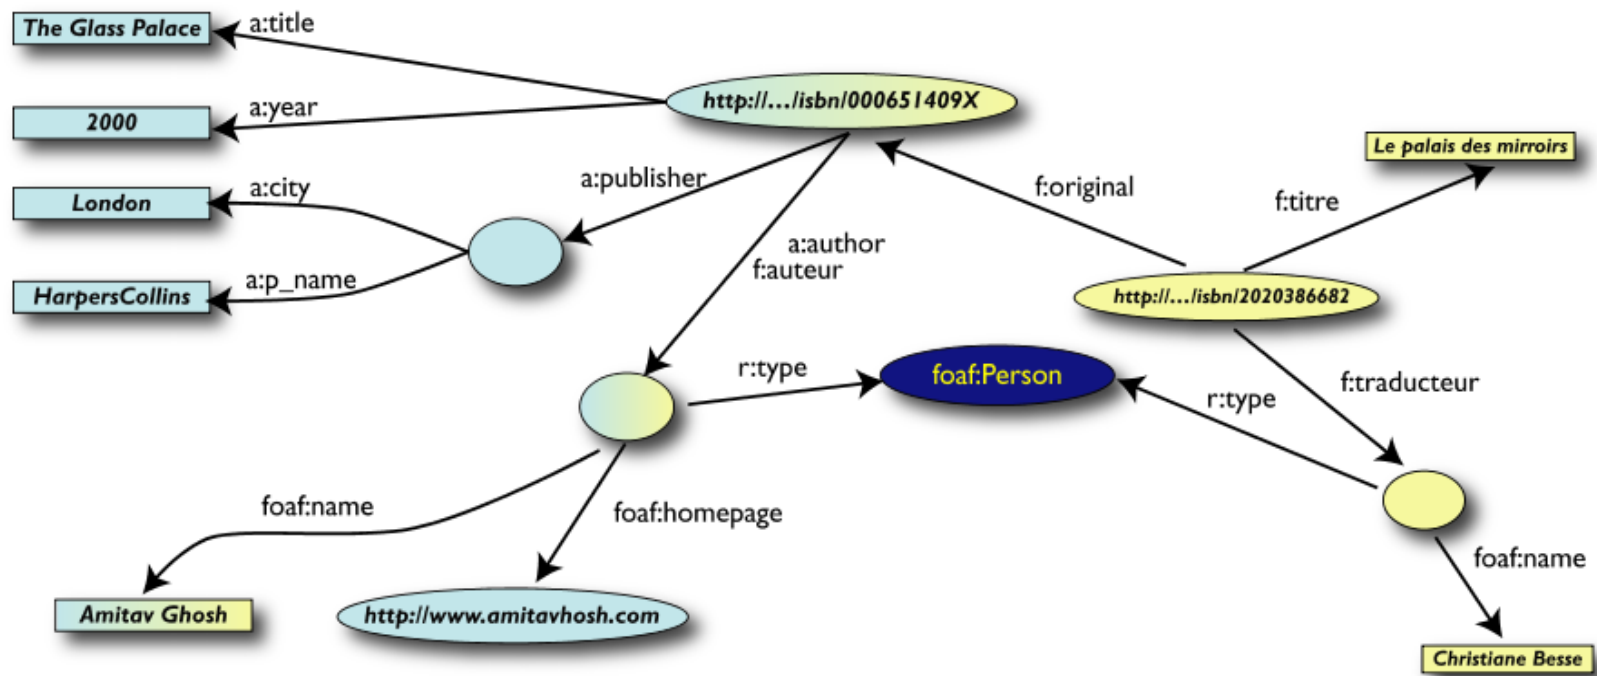 The Glass Palace
a:title
http://.../isbn/000651409X
2000
a:year
Le palais des mirroirs
London
a:city
a:publisher
f:original
f:titre
a:author
f:auteur
HarpersCollins
a:p_name
http://.../isbn/2020386682
r:type
foaf:Person
f:traducteur
r:type
foaf:name
foaf:homepage
foaf:name
Amitav Ghosh
http://www.amitavhosh.com
Christiane Besse